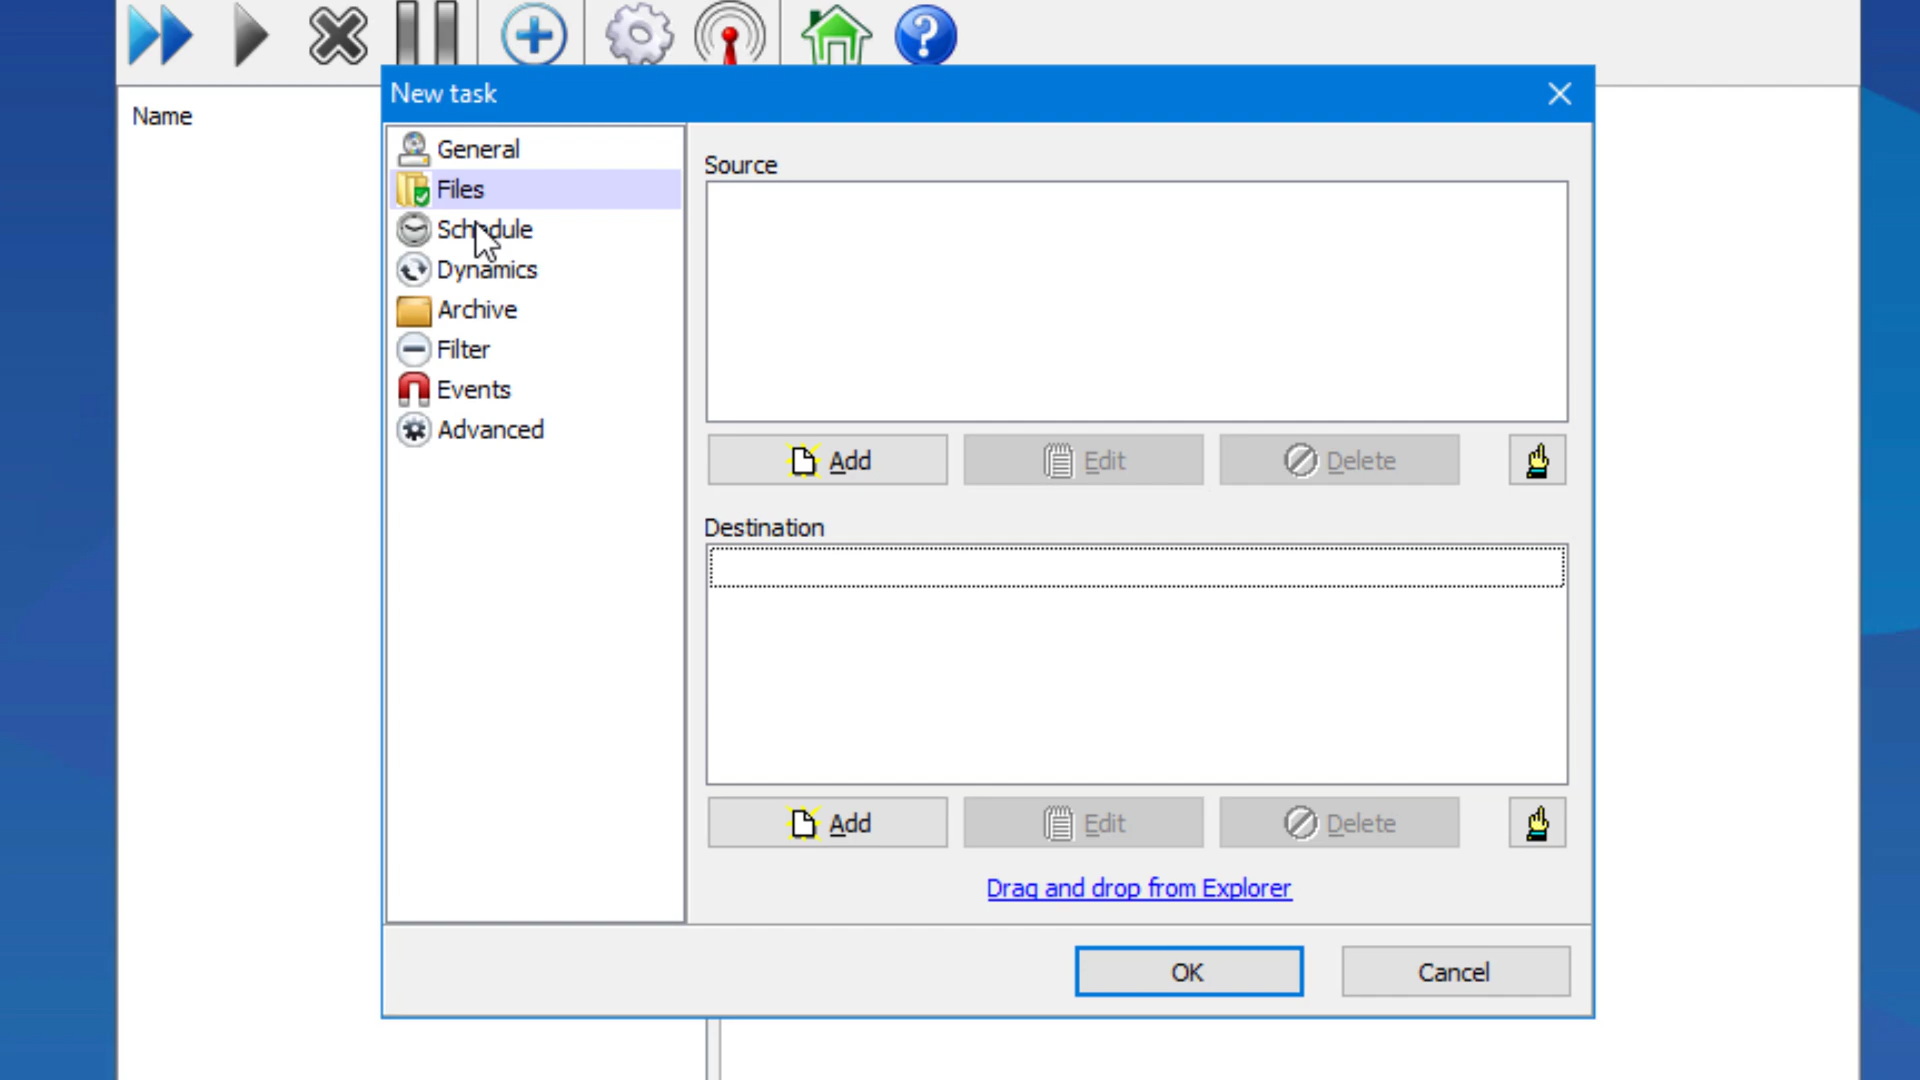 New task
Name
General
Files
Schedule
Dynamics
Archive
Filter
Events
Advanced
Source
Add
Edit
Delete
Destination
Add
Edit
Delete
Drag and drop from Explorer
OK
Cancel